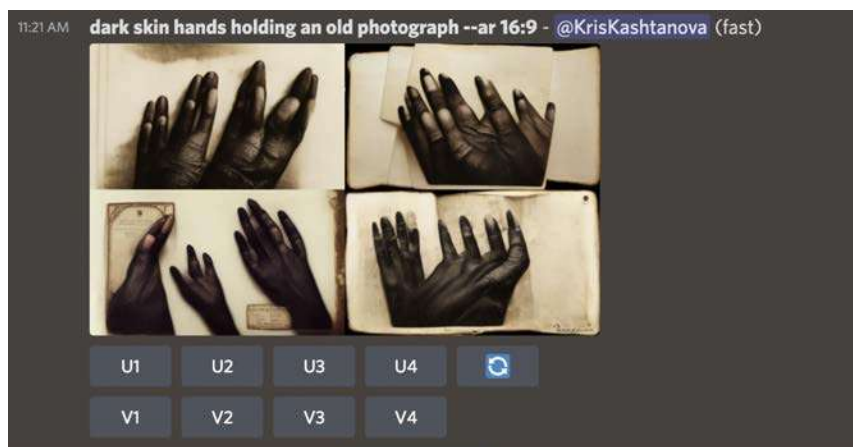 11:21 AM dark skin hands holding an old photograph --ar 16:9 - @KrisKashtanova (fast)
U1 U2 U3 U4
V1 V2 V3 V4